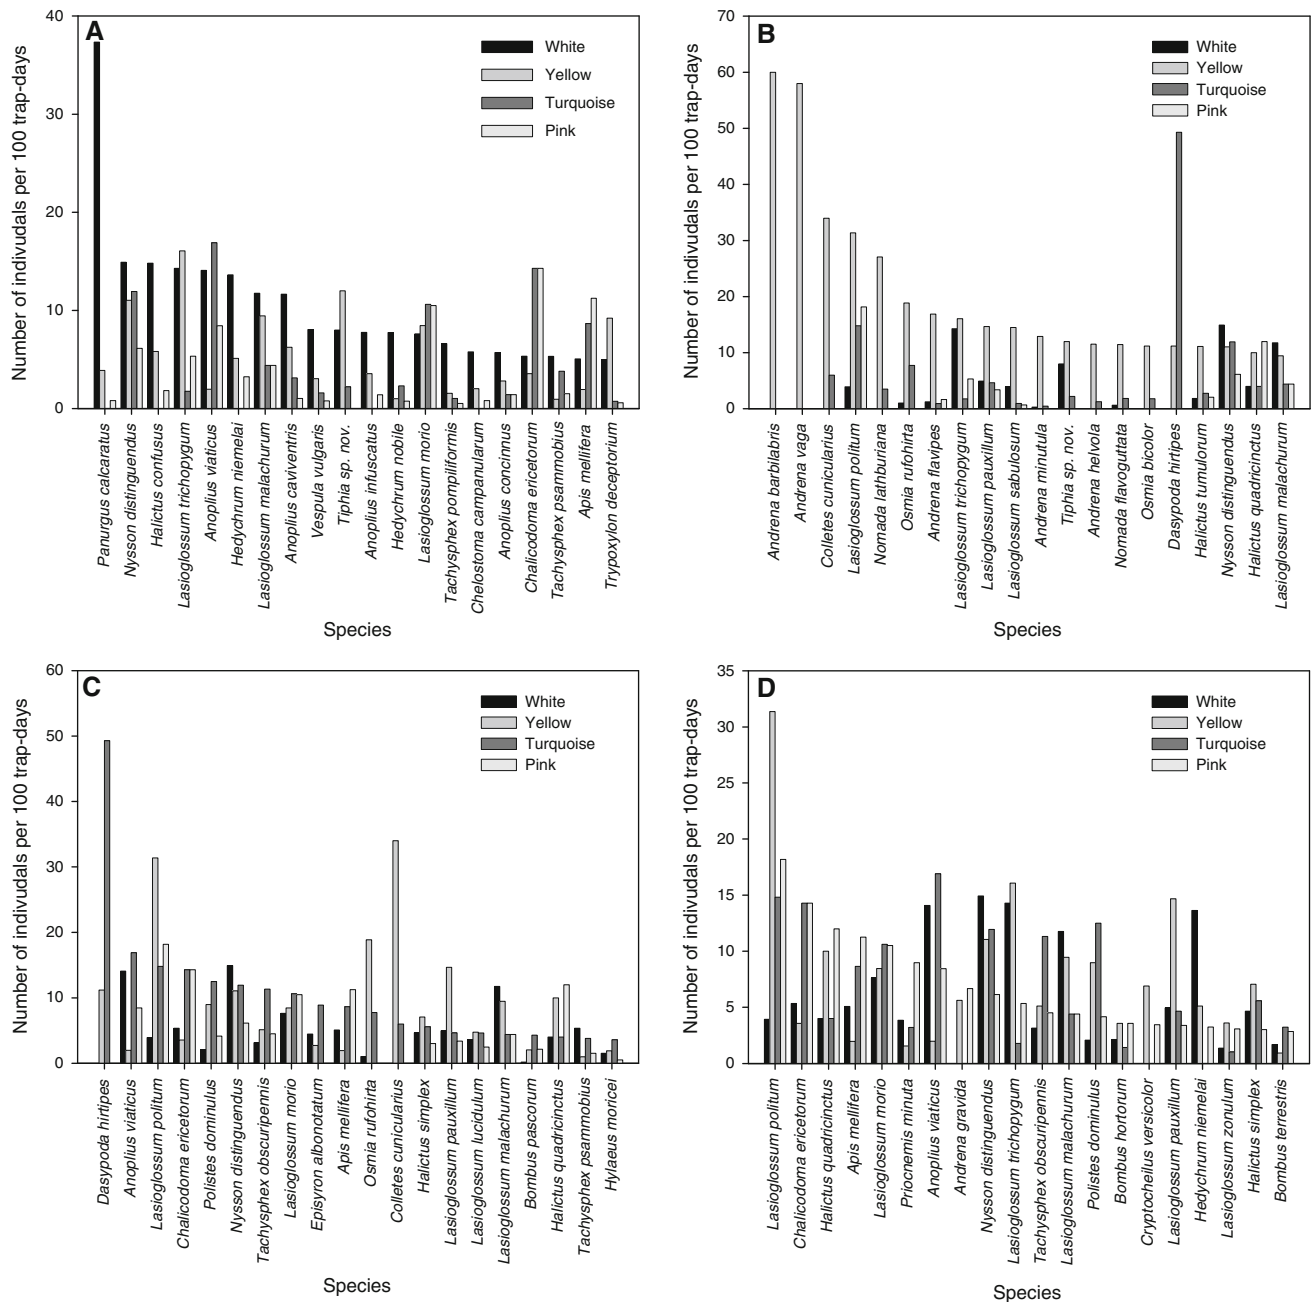 A
Number of indivudals per 100 trap-days
40
30
20
10
0
White
Yellow
Turquoise
Pink
Panurgus calcaratus
Nysson distinguendus
Halictus confusus
Lasioglossum trichopygum
Anoplius viaticus
Hedychrum niemelai
Lasioglossum malachurum
Anoplius caviventris
Vespula vulgaris
Tiphia sp. nov.
Anoplius infuscatus
Hedychrum nobile
Lasioglossum morio
Tachysphex pompiliformis
Chelostoma campanularum
Anoplius concinnus
Chalicodoma ericetorum
Tachysphex psammobius
Apis mellifera
Trypoxylon deceptorium
Species
B
Number of indivudals per 100 trap-days
70
60
50
40
30
20
10
0
White
Yellow
Turquoise
Pink
Andrena barbilabris
Andrena vaga
Colletes cunicularius
Lasioglossum politum
Nomada lathburiana
Osmia rufohirta
Andrena flavipes
Lasioglossum trichopygum
Lasioglossum pauxillum
Lasioglossum sabulosum
Andrena minutula
Tiphia sp. nov.
Andrena helvola
Nomada flavoguttata
Osmia bicolor
Dasypoda hirtipes
Halictus tumulorum
Nysson distinguendus
Halictus quadricinctus
Lasioglossum malachurum
Species
C
Number of indivudals per 100 trap-days
60
50
40
30
20
10
0
White
Yellow
Turquoise
Pink
Dasypoda hirtipes
Anoplius viaticus
Lasioglossum politum
Chalicodoma ericetorum
Polistes dominulus
Nysson distinguendus
Tachysphex obscuripennis
Lasioglossum morio
Episyron albonotatum
Apis mellifera
Osmia rufohirta
Colletes cunicularius
Halictus simplex
Lasioglossum pauxillum
Lasioglossum lucidulum
Lasioglossum malachurum
Bombus pascorum
Halictus quadricinctus
Tachysphex psammobius
Hylaeus moricei
Species
D
Number of indivudals per 100 trap-days
35
30
25
20
15
10
5
0
White
Yellow
Turquoise
Pink
Lasioglossum politum
Chalicodoma ericetorum
Halictus quadricinctus
Apis mellifera
Lasioglossum morio
Priocnemis minuta
Anoplius viaticus
Andrena gravida
Nysson distinguendus
Lasioglossum trichopygum
Tachysphex obscuripennis
Lasioglossum malachurum
Polistes dominulus
Bombus hortorum
Cryptocheilus versicolor
Lasioglossum pauxillum
Hedychrum niemelai
Lasioglossum zonulum
Halictus simplex
Bombus terrestris
Species